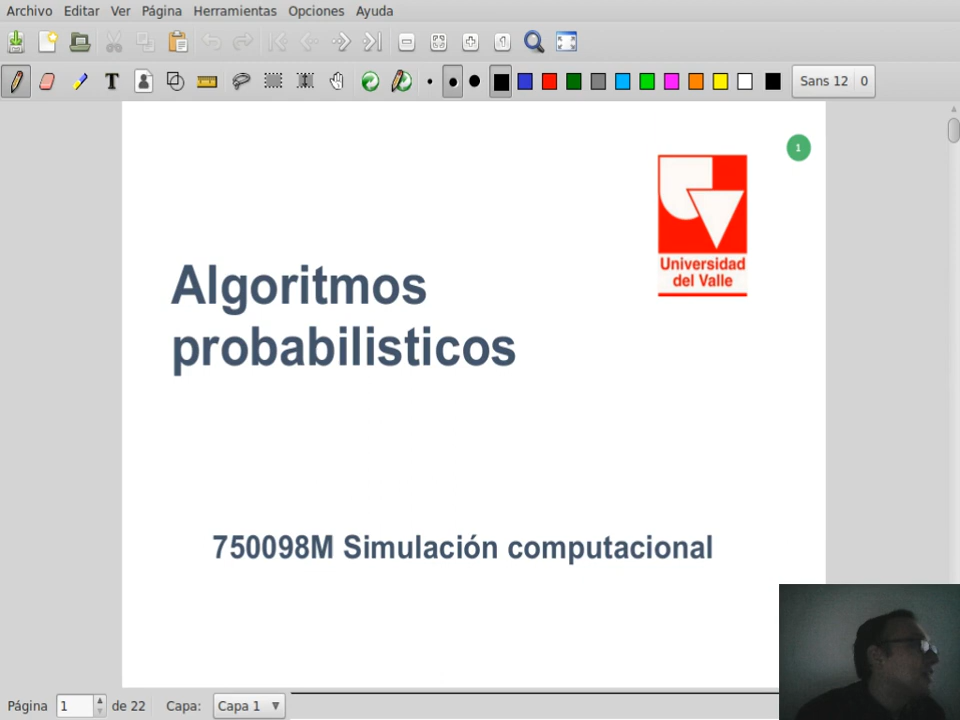 Archivo Editar Ver Página Herramientas Opciones Ayuda
T
Sans 12 0
1
Universidad
del Valle
Algoritmos
probabilisticos
750098M Simulación computacional
Página 1 de 22 Capa: Capa 1